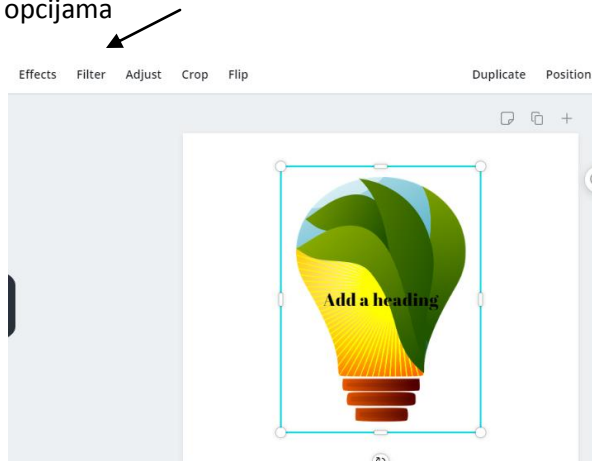 opcijama
Effects Filter Adjust Crop Flip Duplicate Position
Add a heading